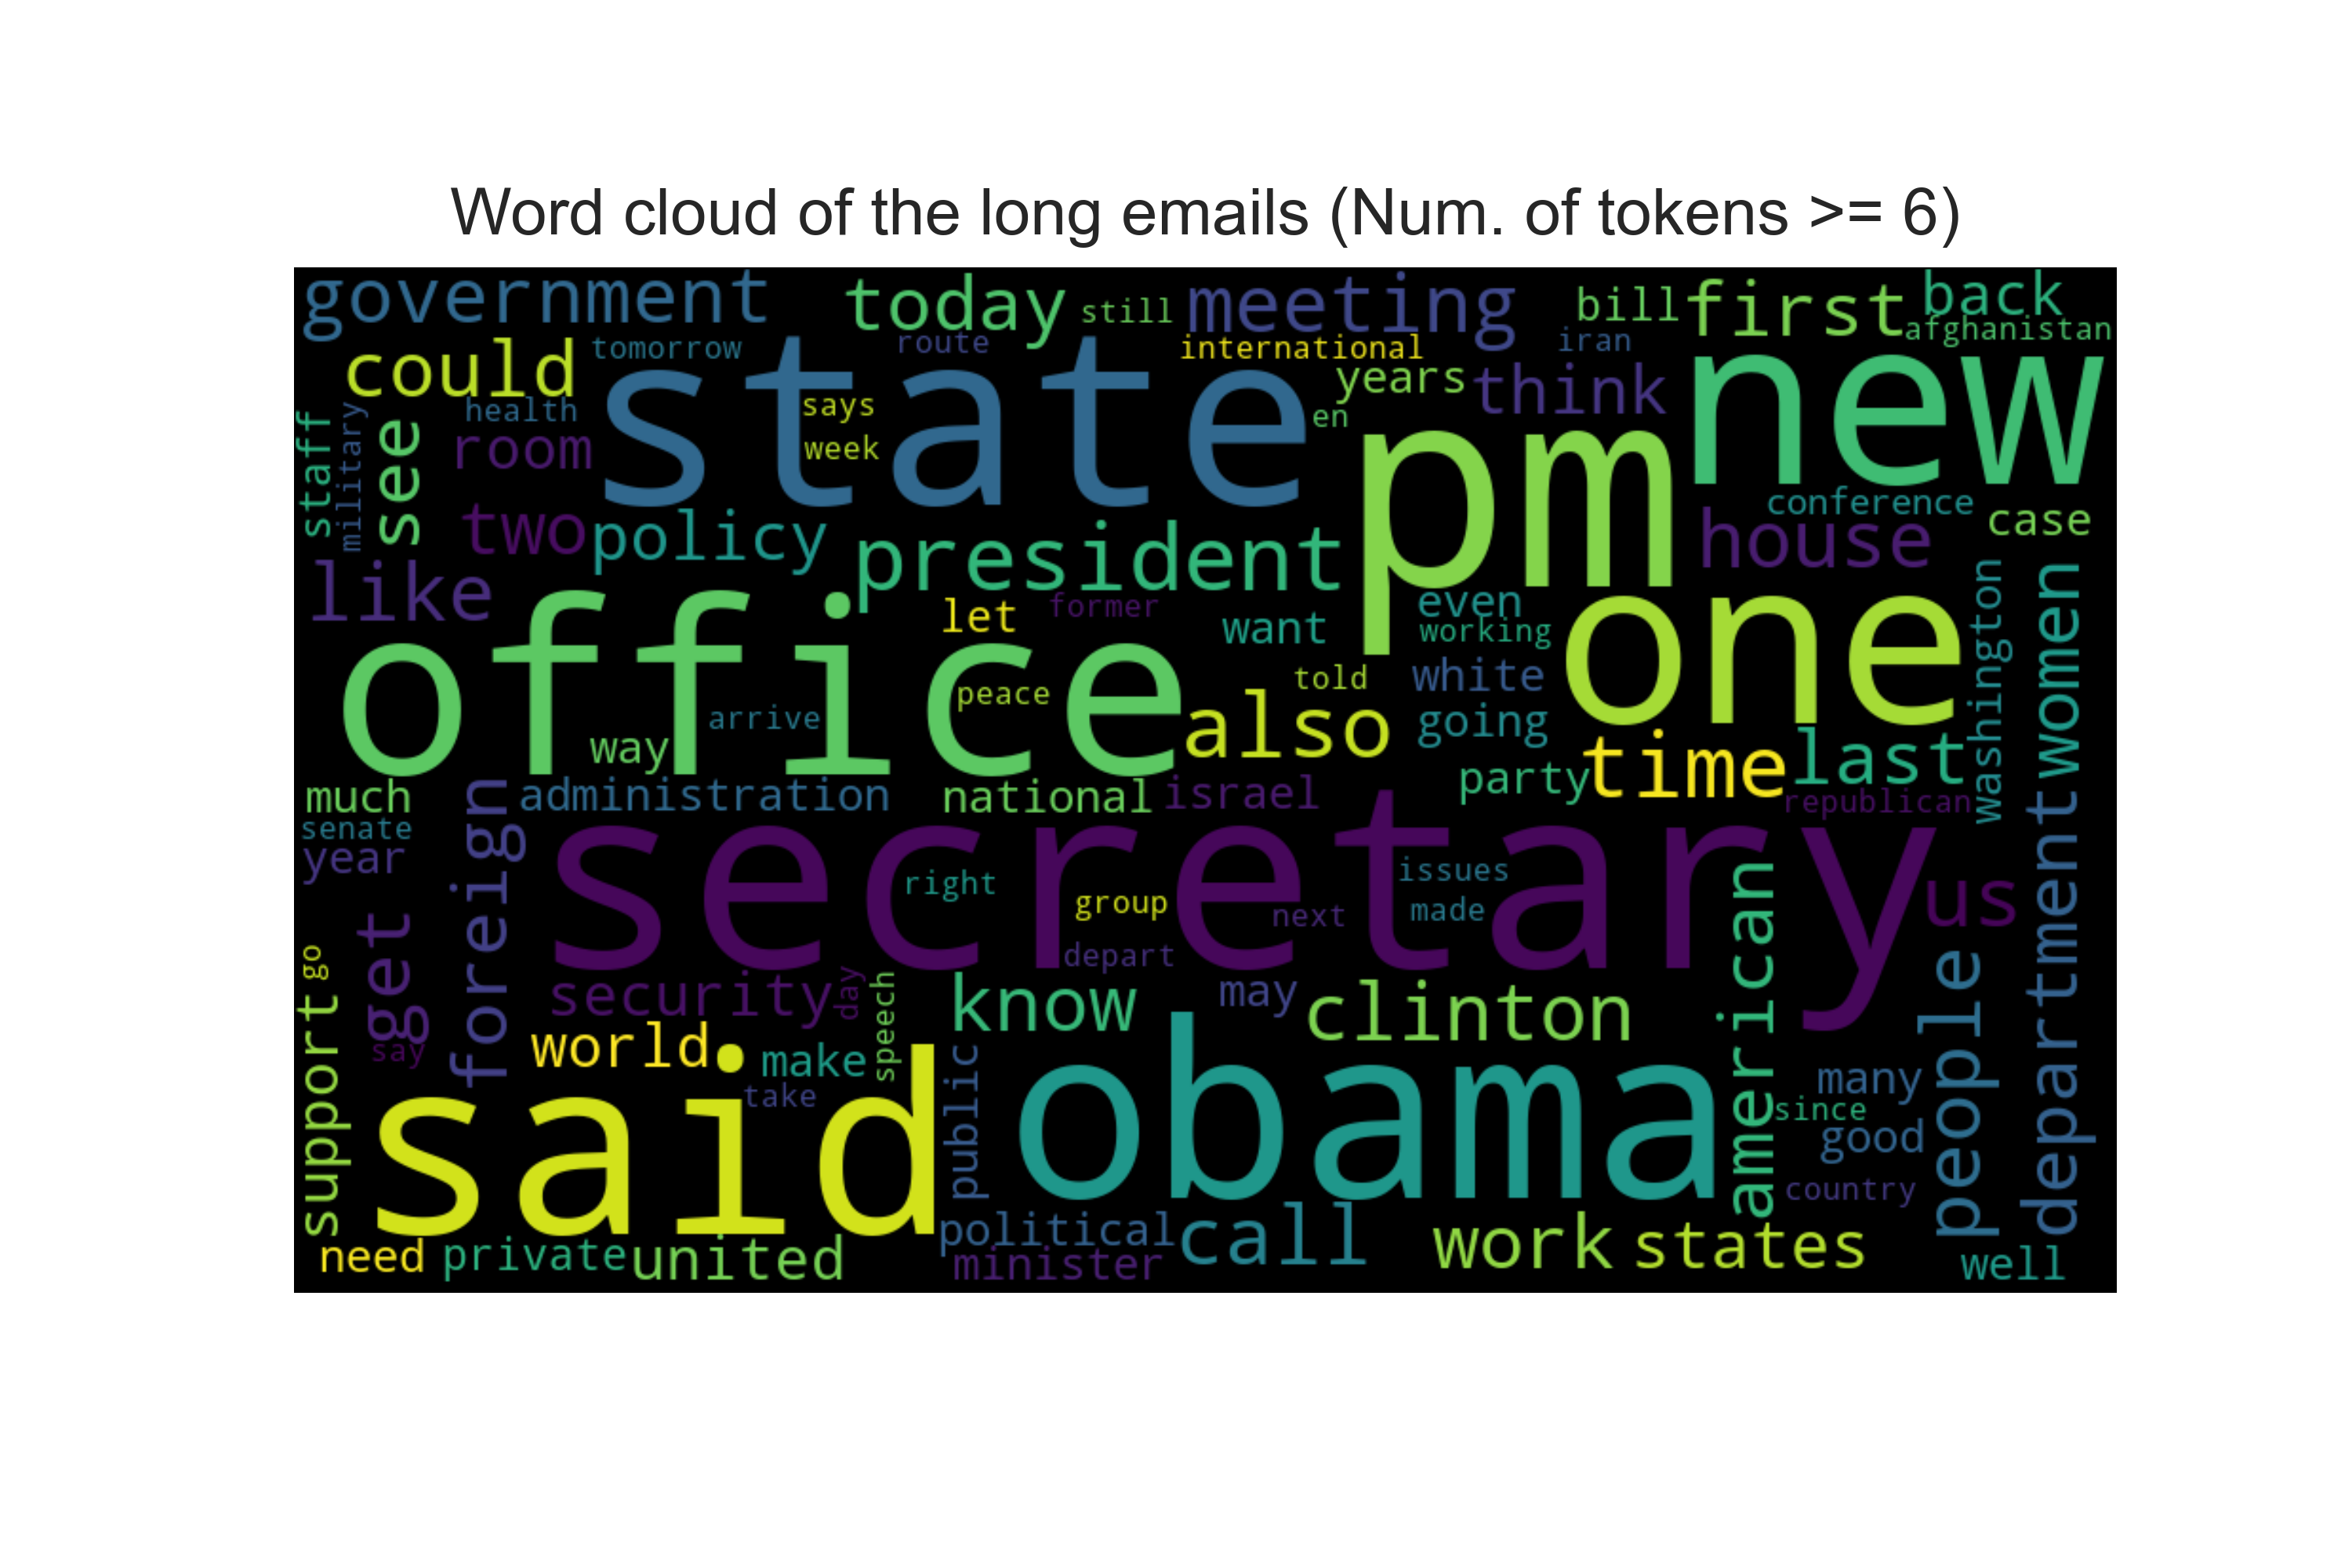 Word cloud of the long emails (Num. of tokens >= 6)
government
today
still
meeting
bill
first
back
afghanistan
could
tomorrow
route
international
iran
state
new
years
think
health
says
en
week
staff
military
see
room
pm
two
policy
president
conference
case
house
like
office
let
former
want
even
working
one
washington
women
peace
told
white
arrive
also
going
way
time
last
party
much
administration
national
israel
republican
senate
year
foreign
secretary
right
issues
group
next
made
american
us
department
get
go
depart
security
day
speech
know
may
clinton
people
support
say
world
make
take
said
public
obama
many
since
good
country
political
call
work
states
need
private
united
minister
well